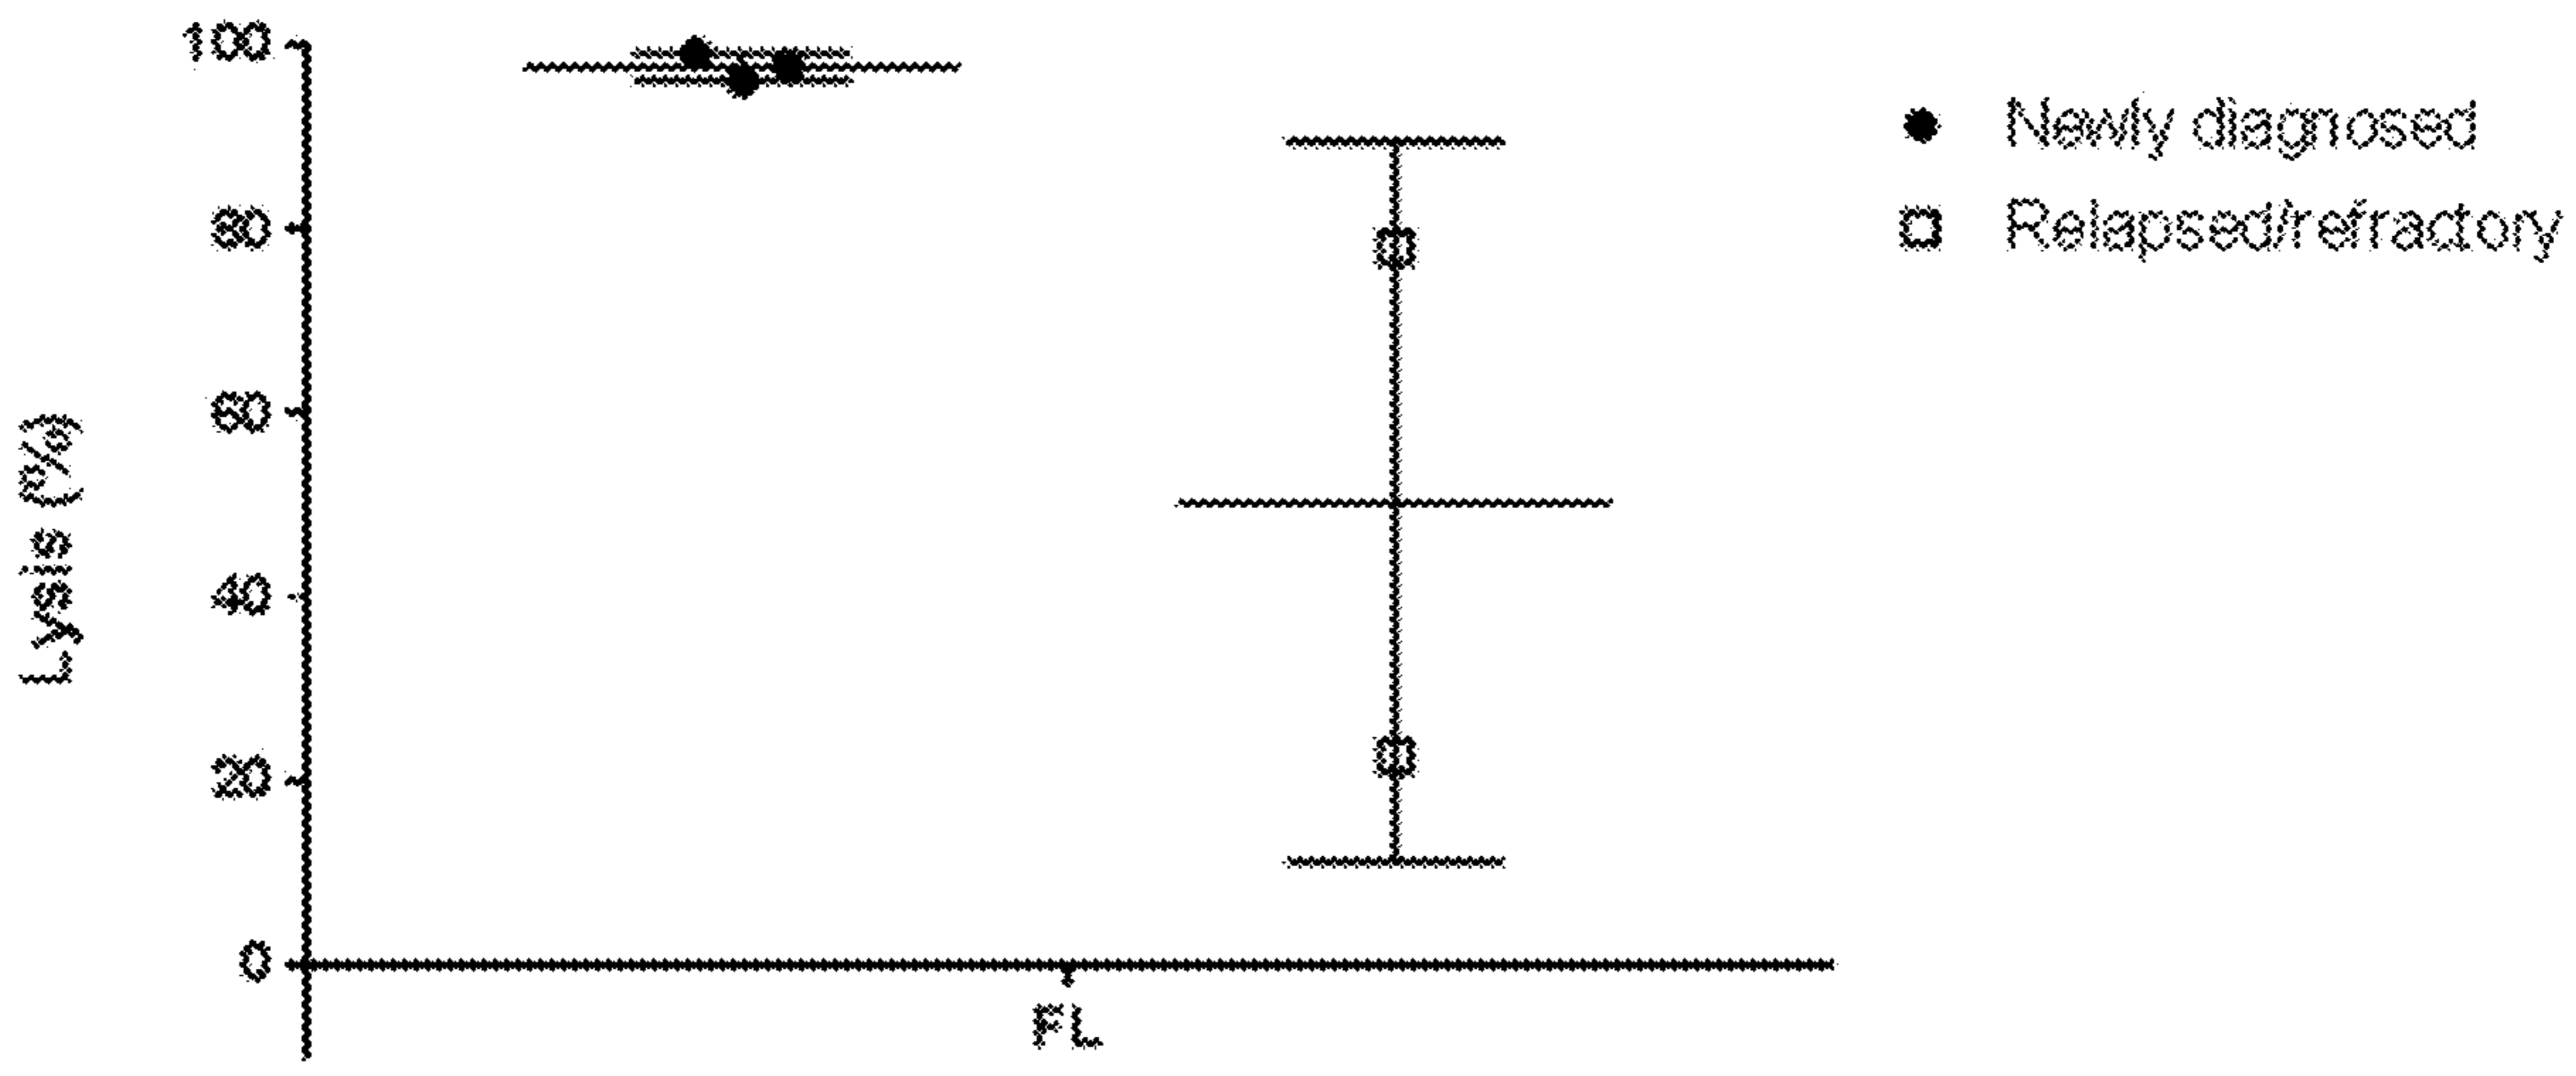 100
80
60
40
20
0
Lysis (%)
FL
Newly diagnosed
Relapsed/refractory